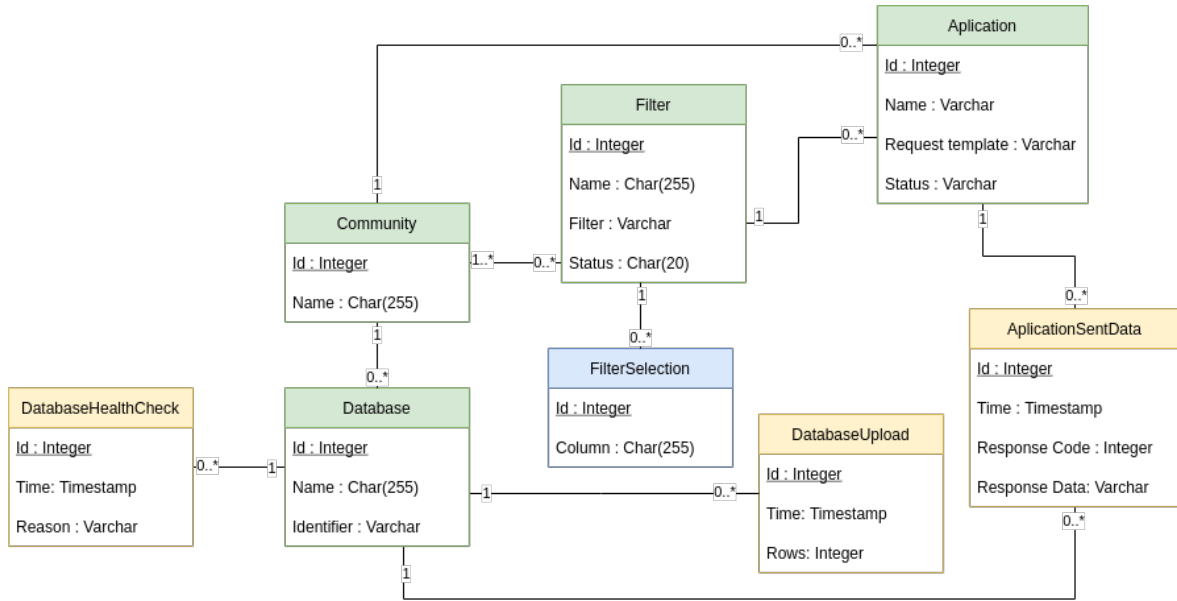 Aplication
Id : Integer
Name : Varchar
Request template : Varchar
Status : Varchar
0..*
0..*
1
1
Filter
Id : Integer
Name : Char(255)
Filter : Varchar
Status : Char(20)
1
0..*
1
1
Community
Id : Integer
Name : Char(255)
1..*
1
0..*
0..*
FilterSelection
Id : Integer
Column : Char(255)
0..*
AplicationSentData
Id : Integer
Time : Timestamp
Response Code : Integer
Response Data: Varchar
0..*
DatabaseHealthCheck
Id : Integer
Time: Timestamp
Reason : Varchar
0..*
1
Database
Id : Integer
Name : Char(255)
Identifier : Varchar
1
0..*
1
DatabaseUpload
Id : Integer
Time: Timestamp
Rows: Integer